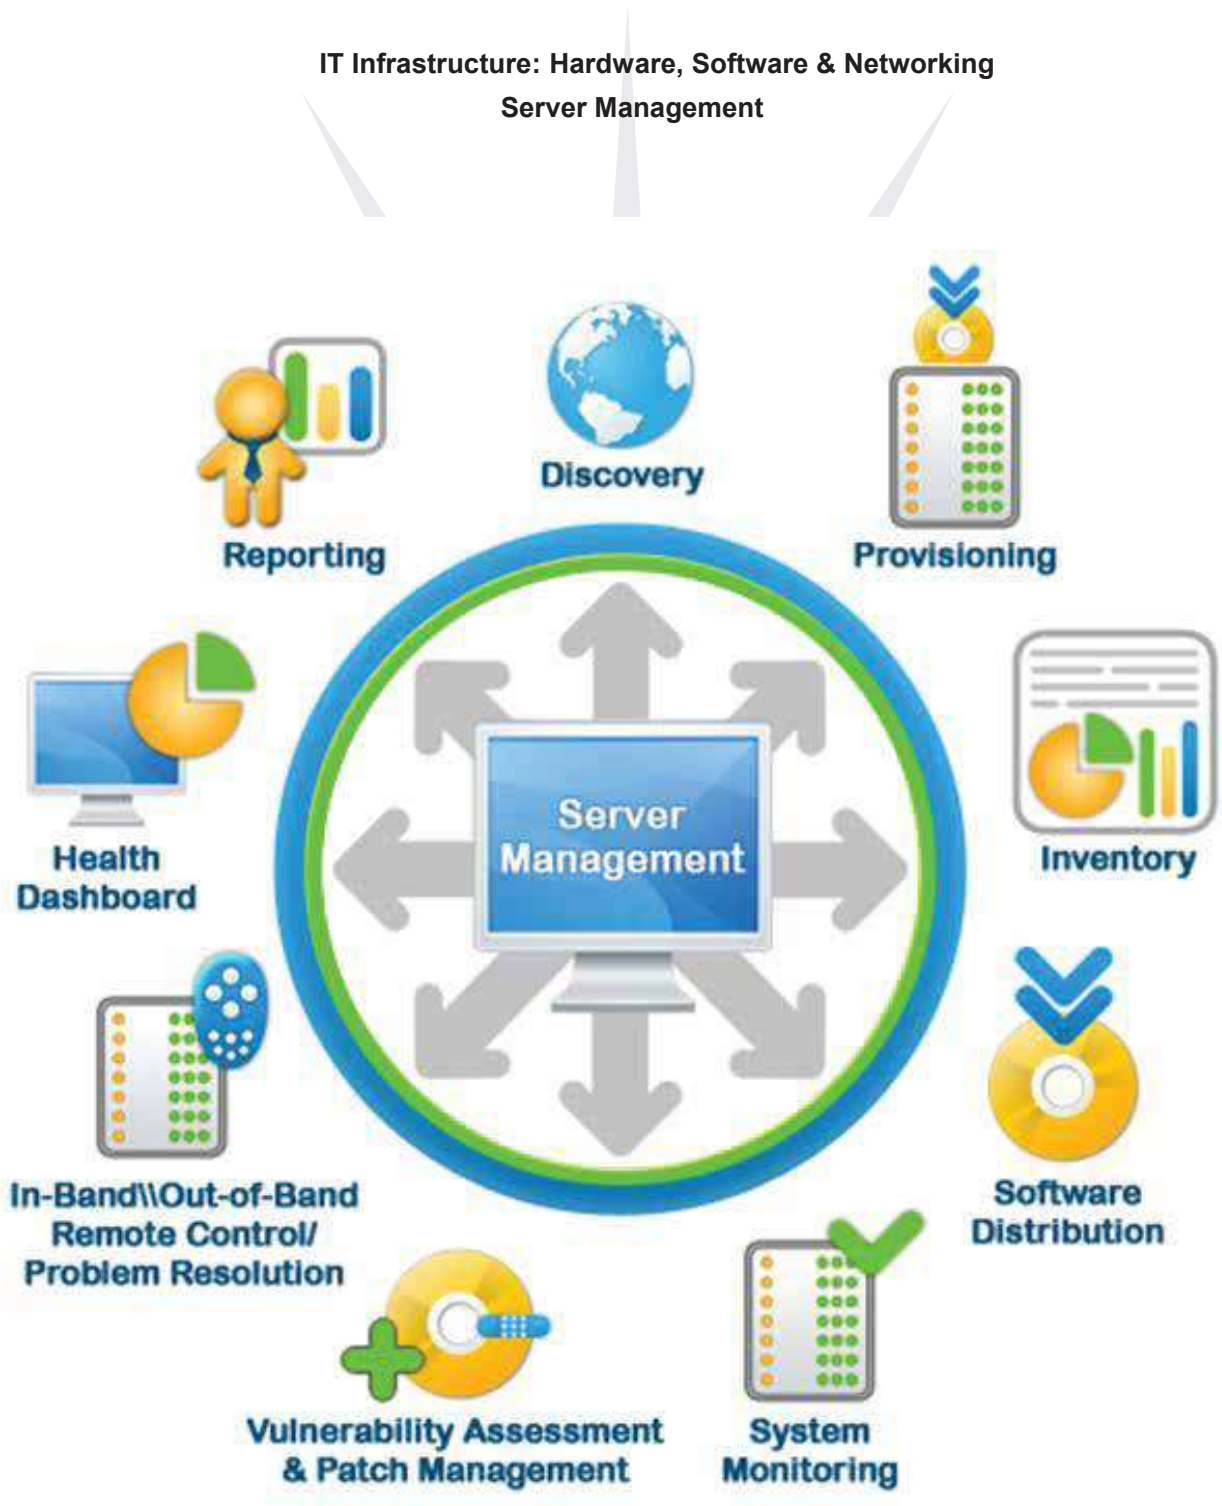 IT Infrastructure: Hardware, Software & Networking
Server Management
Discovery
Provisioning
Reporting
Inventory
Server
Management
Health
Dashboard
Software
Distribution
In-Band\\Out-of-Band
Remote Control/
Problem Resolution
Vulnerability Assessment
& Patch Management
System
Monitoring